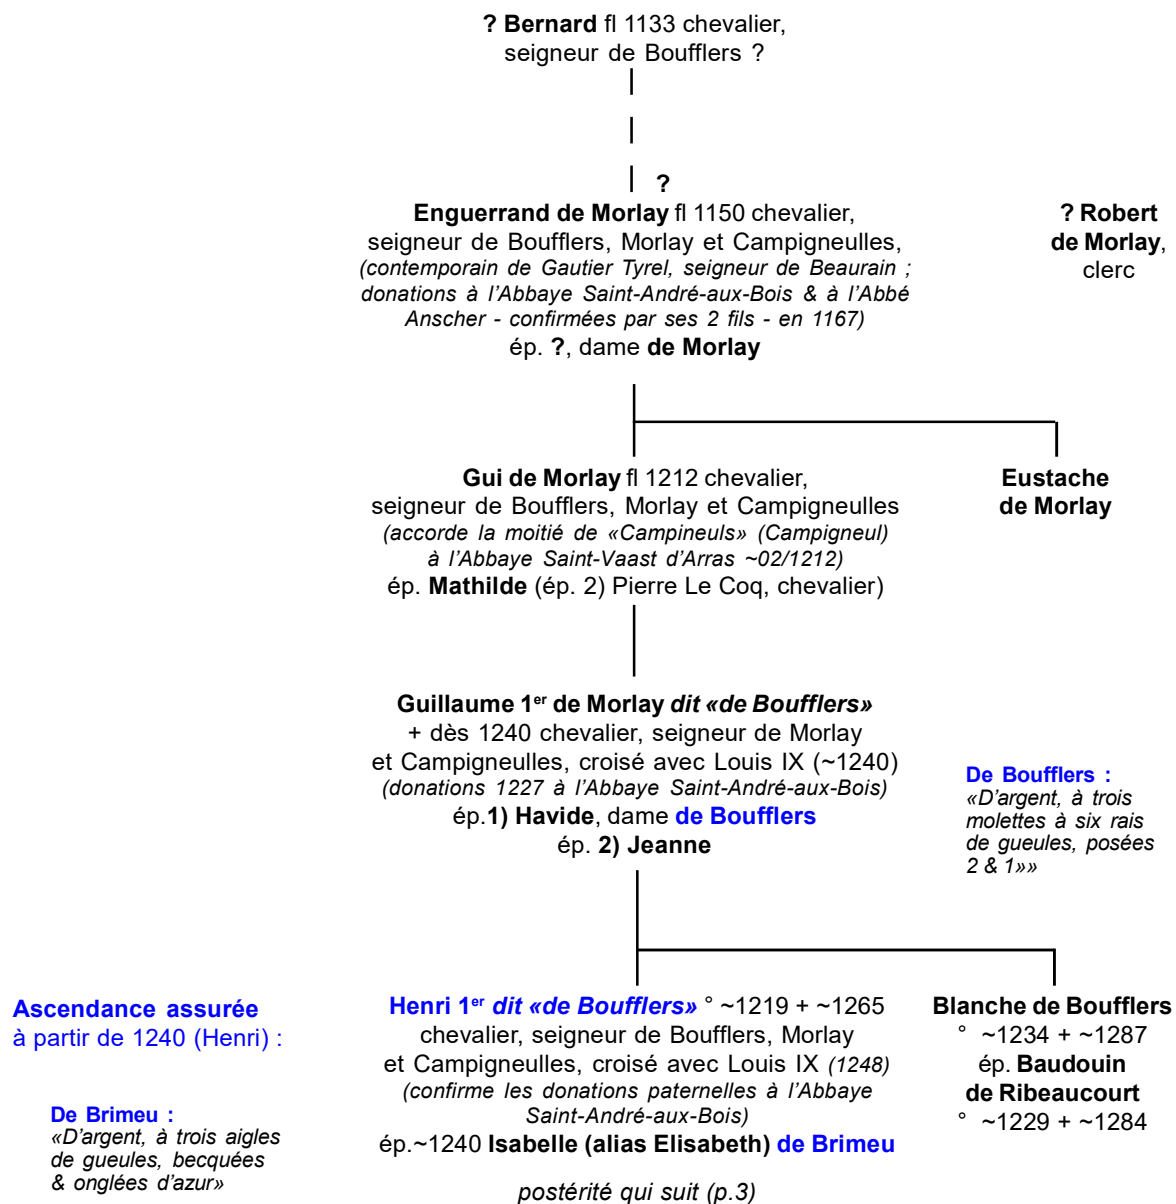 ? Bernard fl 1133 chevalier,
seigneur de Boufflers ?
?
Enguerrand de Morlay fl 1150 chevalier,
seigneur de Boufflers, Morlay et Campigneulles,
(contemporain de Gautier Tyrel, seigneur de Beaurain ;
donations à l’Abbaye Saint-André-aux-Bois & à l’Abbé
Anscher - confirmées par ses 2 fils - en 1167)
ép. ?, dame de Morlay
? Robert
de Morlay,
clerc
Gui de Morlay fl 1212 chevalier,
seigneur de Boufflers, Morlay et Campigneulles
(accorde la moitié de «Campineuls» (Campigneul)
à l’Abbaye Saint-Vaast d’Arras ~02/1212)
ép. Mathilde (ép. 2) Pierre Le Coq, chevalier)
Eustache
de Morlay
Guillaume 1er de Morlay dit «de Boufflers»
+ dès 1240 chevalier, seigneur de Morlay
et Campigneulles, croisé avec Louis IX (~1240)
(donations 1227 à l’Abbaye Saint-André-aux-Bois)
ép.1) Havide, dame de Boufflers
ép. 2) Jeanne
De Boufflers :
«D’argent, à trois
molettes à six rais
de gueules, posées
2 & 1»»
Ascendance assurée
à partir de 1240 (Henri) :
De Brimeu :
«D’argent, à trois aigles
de gueules, becquées
& onglées d’azur»
Henri 1er dit «de Boufflers» ° ~1219 + ~1265
chevalier, seigneur de Boufflers, Morlay
et Campigneulles, croisé avec Louis IX (1248)
(confirme les donations paternelles à l’Abbaye
Saint-André-aux-Bois)
ép.~1240 Isabelle (alias Elisabeth) de Brimeu
postérité qui suit (p.3)
Blanche de Boufflers
° ~1234 + ~1287
ép. Baudouin
de Ribeaucourt
° ~1229 + ~1284